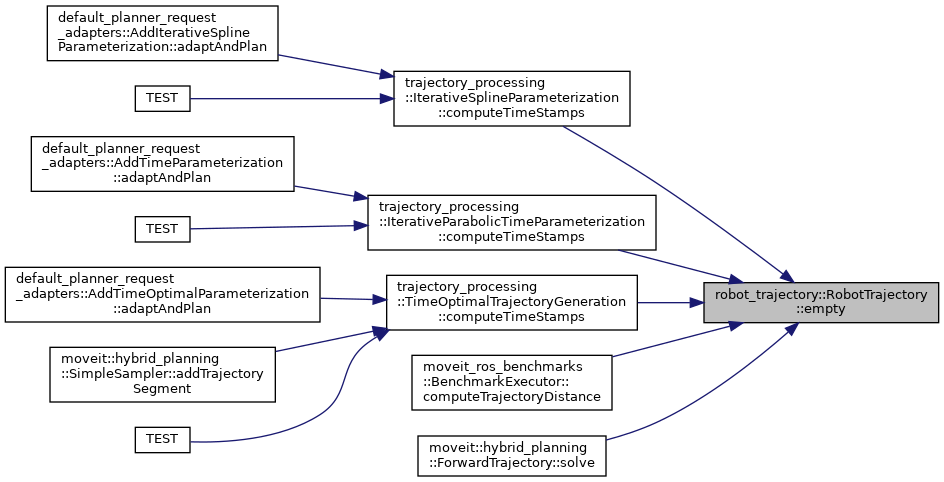 default_planner_request
_adapters::AddIterativeSpline
Parameterization::adaptAndPlan
trajectory_processing
::IterativeSplineParameterization
::computeTimeStamps
TEST
default_planner_request
_adapters::AddTimeParameterization
::adaptAndPlan
trajectory_processing
::IterativeParabolicTimeParameterization
::computeTimeStamps
TEST
default_planner_request
_adapters::AddTimeOptimalParameterization
::adaptAndPlan
trajectory_processing
::TimeOptimalTrajectoryGeneration
::computeTimeStamps
robot_trajectory::RobotTrajectory
::empty
moveit::hybrid_planning
::SimpleSampler::addTrajectory
Segment
moveit_ros_benchmarks
::BenchmarkExecutor::
computeTrajectoryDistance
TEST
moveit::hybrid_planning
::ForwardTrajectory::solve